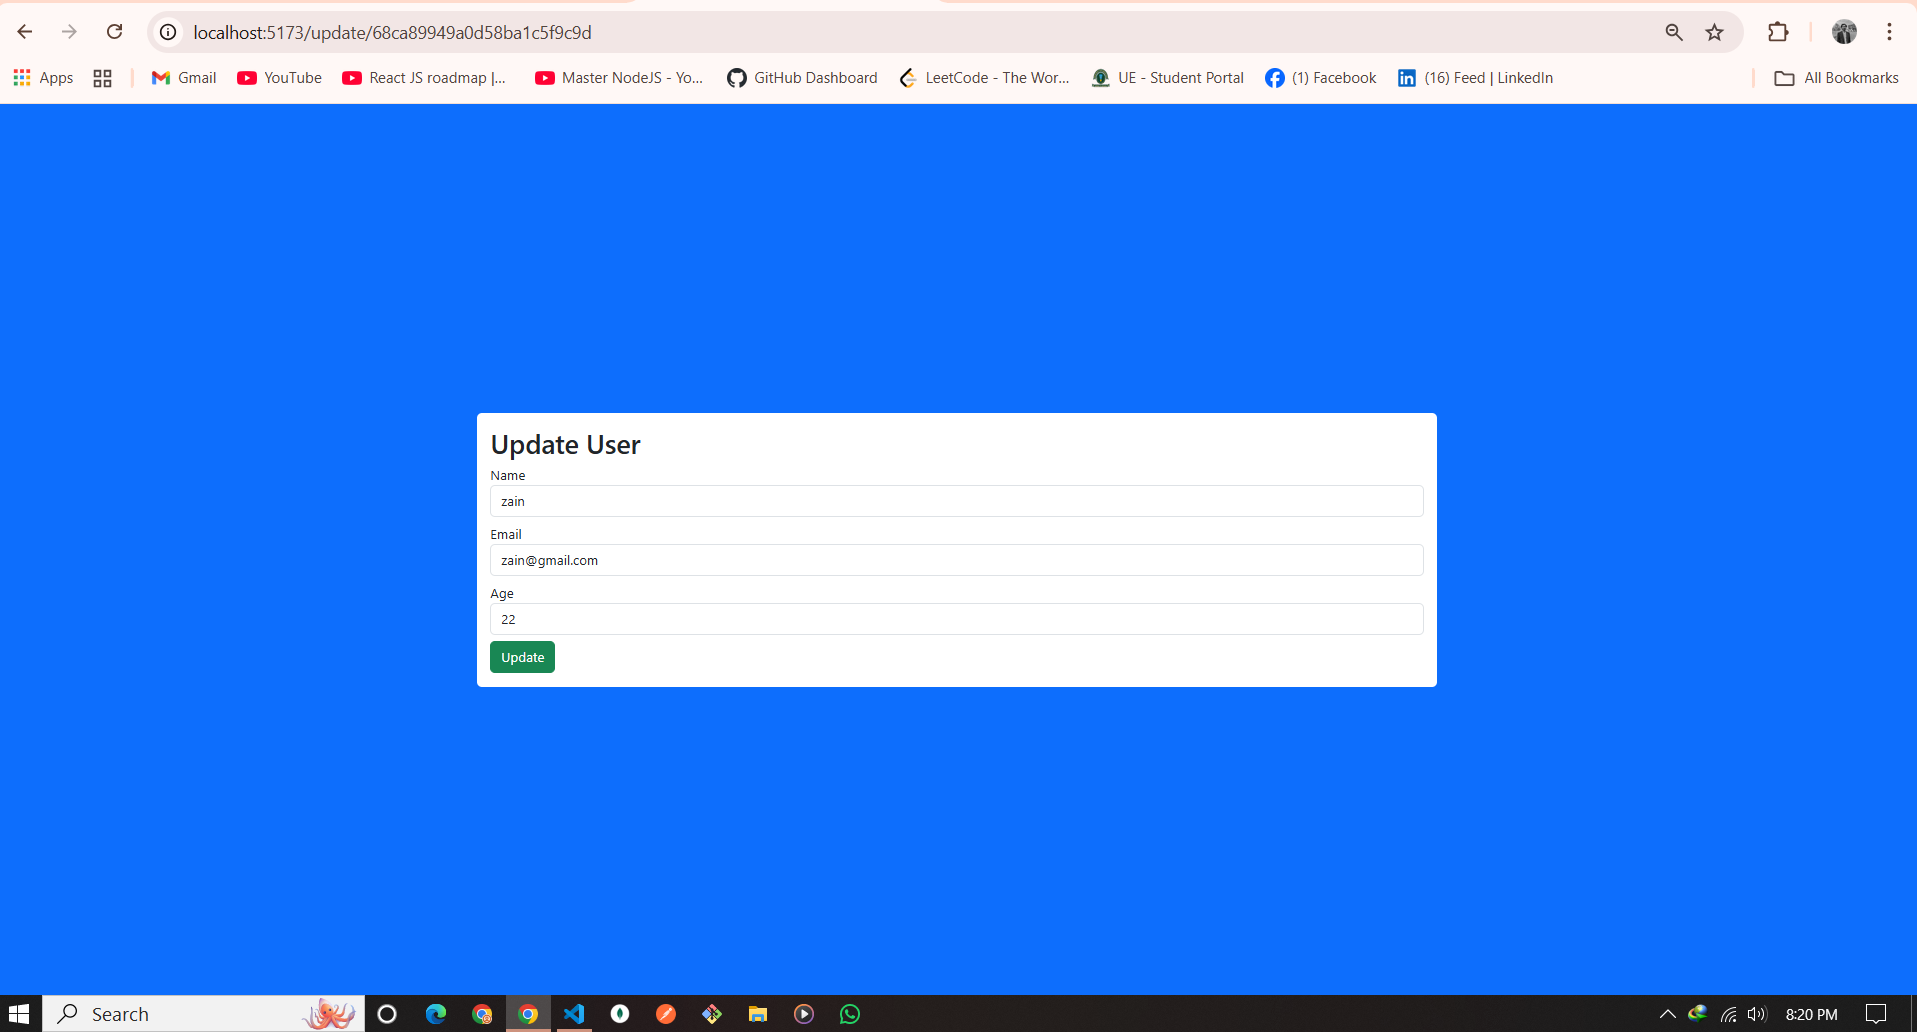 localhost:5173/update/68ca89949a0d58ba1c5f9c9d
Apps Gmail YouTube React JS roadmap |... Master NodeJS - Yo... GitHub Dashboard LeetCode - The Wor... UE - Student Portal (1) Facebook (16) Feed | LinkedIn All Bookmarks
Update User
Name
zain
Email
zain@gmail.com
Age
22
Update
Search 8:20 PM